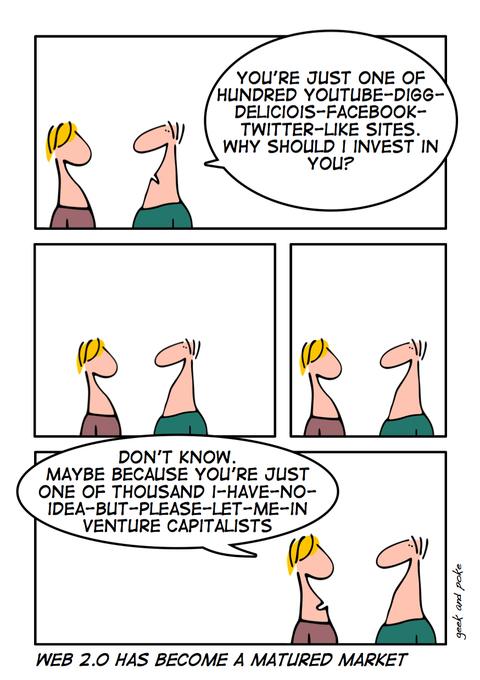 YOU'RE JUST ONE OF
HUNDRED YOUTUBE-DIGG-
DELICIOIS-FACEBOOK-
TWITTER-LIKE SITES.
WHY SHOULD I INVEST IN
YOU?
DON'T KNOW.
MAYBE BECAUSE YOU'RE JUST
ONE OF THOUSAND I-HAVE-NO-
IDEA-BUT-PLEASE-LET-ME-IN
VENTURE CAPITALISTS
geek and poke
WEB 2.0 HAS BECOME A MATURED MARKET